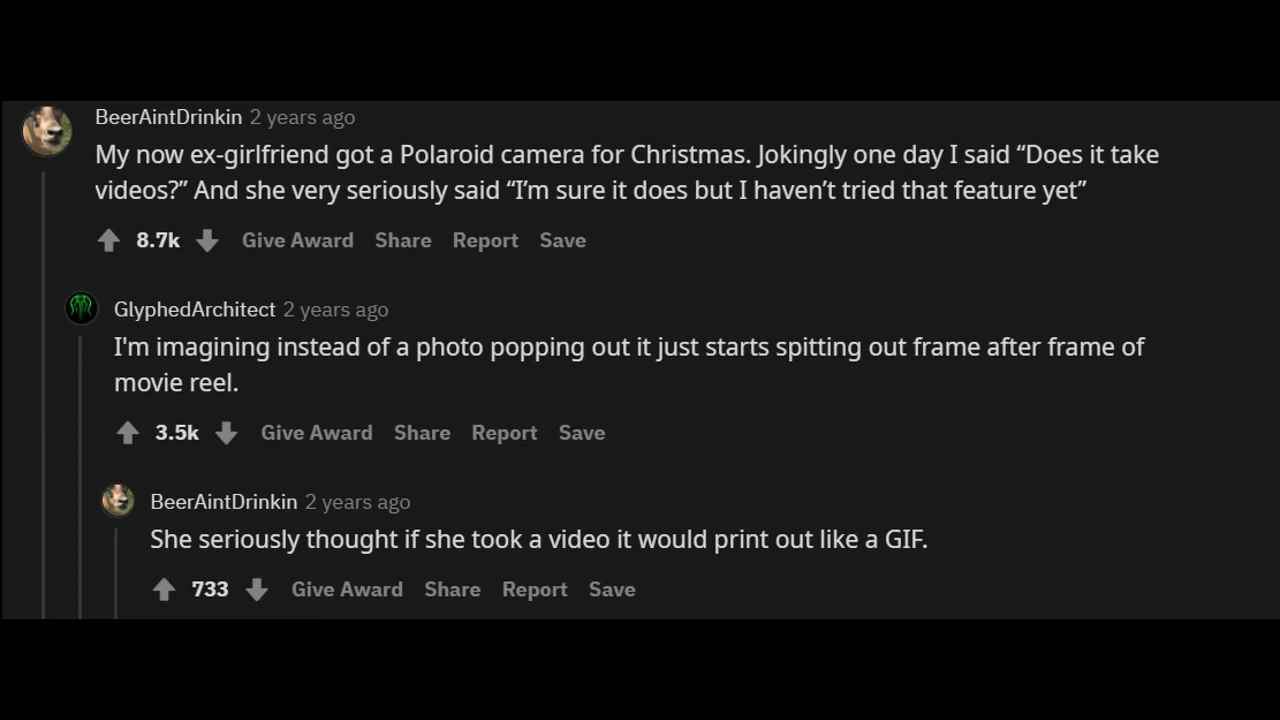 BeerAintDrinkin 2 years ago
My now ex-girlfriend got a Polaroid camera for Christmas. Jokingly one day I said “Does it take
videos?” And she very seriously said “I’m sure it does but I haven’t tried that feature yet”
8.7k Give Award Share Report Save
GlyphedArchitect 2 years ago
I'm imagining instead of a photo popping out it just starts spitting out frame after frame of
movie reel.
3.5k Give Award Share Report Save
BeerAintDrinkin 2 years ago
She seriously thought if she took a video it would print out like a GIF.
733 Give Award Share Report Save